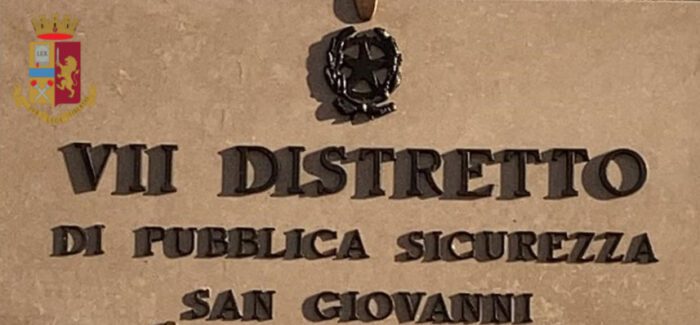 VII DISTRETTO
DI PUBBLICA SICUREZZA
SAN GIOVANNI